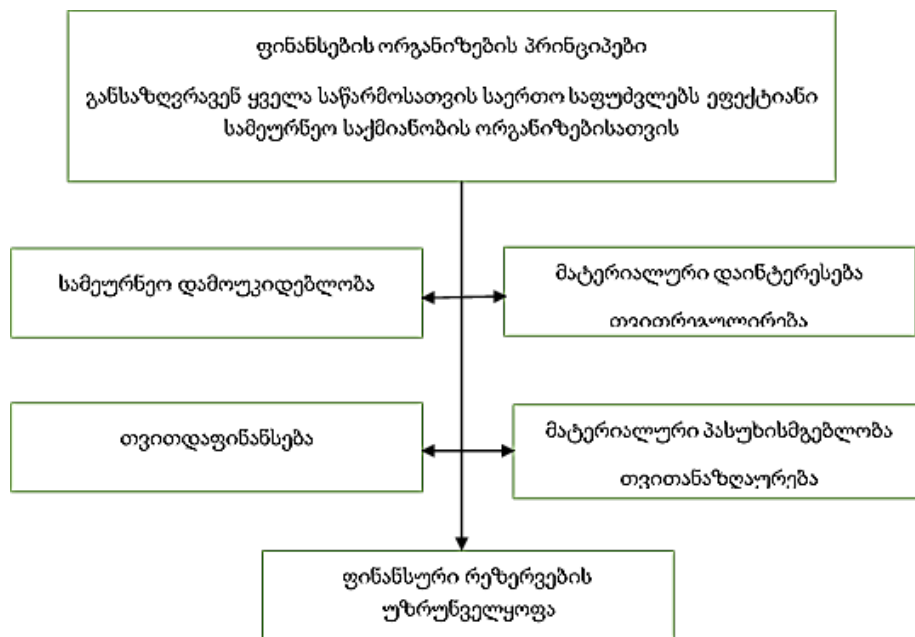 ფინანსების ორგანიზების პრინციპები
განსაზღვრავენ ყველა საწარმოსათვის საერთო საფუძვლებს ეფექტიანი
სამეურნეო საქმიანობის ორგანიზებისათვის
სამეურნეო დამოუკიდებლობა
მატერიალური დაინტერესება
თვითრეგულირება
თვითდაფინანსება
მატერიალური პასუხისმგებლობა
თვითანაზღაურება
ფინანსური რეზერვების
უზრუნველყოფა